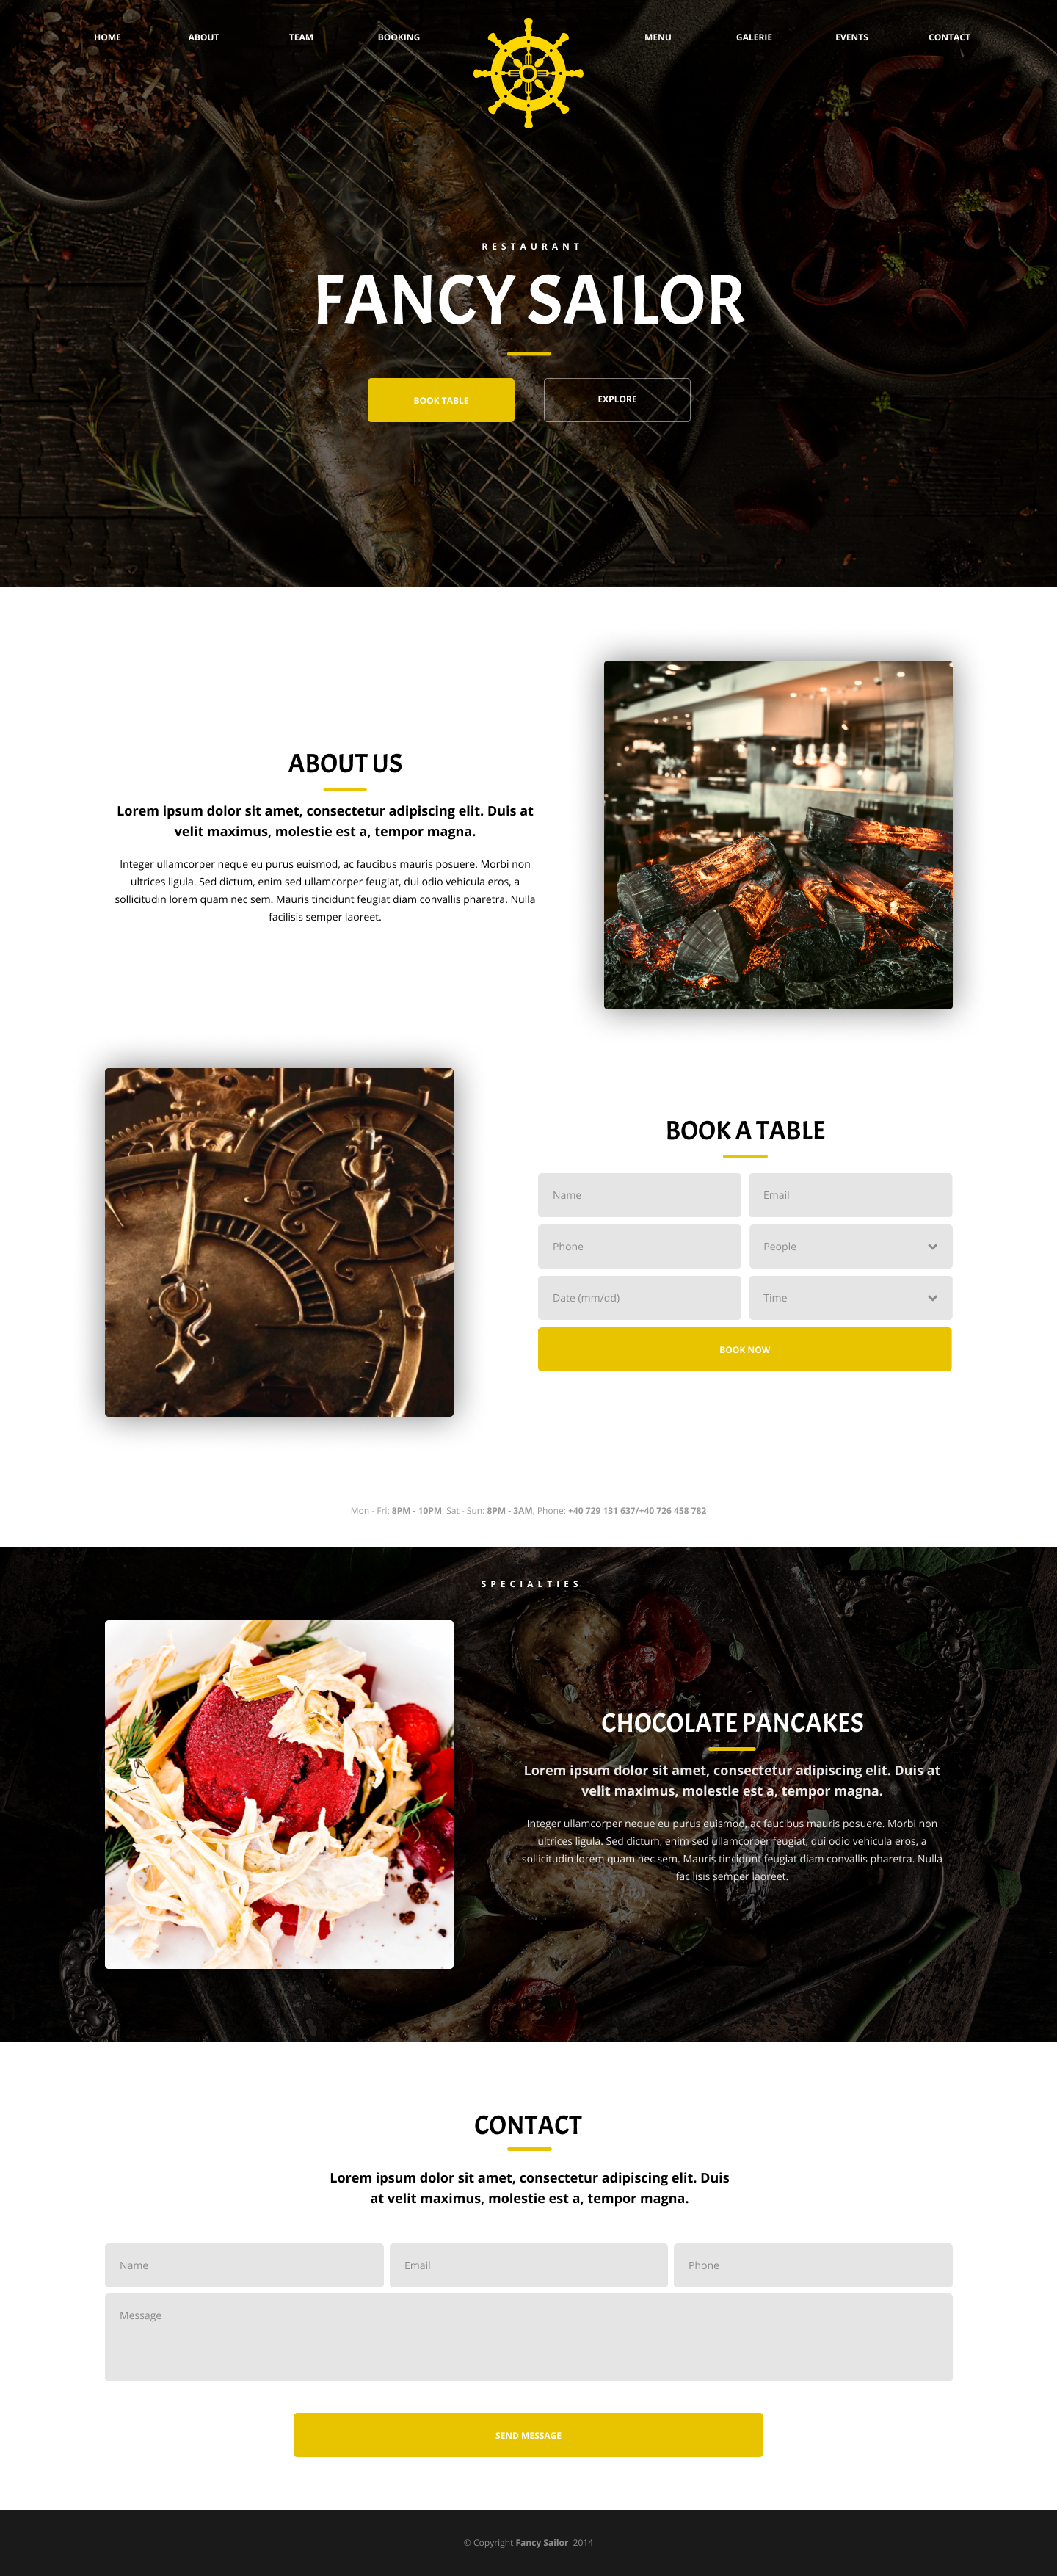 HOME ABOUT TEAM BOOKING MENU GALERIE EVENTS CONTACT
RESTAURANT
FANCY SAILOR
BOOK TABLE EXPLORE
ABOUT US
Lorem ipsum dolor sit amet, consectetur adipiscing elit. Duis at
velit maximus, molestie est a, tempor magna.
Integer ullamcorper neque eu purus euismod, ac faucibus mauris posuere. Morbi non
ultrices ligula. Sed dictum, enim sed ullamcorper feugiat, dui odio vehicula eros, a
sollicitudin lorem quam nec sem. Mauris tincidunt feugiat diam convallis pharetra. Nulla
facilisis semper laoreet.
BOOK A TABLE
Name Email
Phone People
Date (mm/dd) Time
BOOK NOW
Mon - Fri: 8PM - 10PM, Sat - Sun: 8PM - 3AM, Phone: +40 729 131 637/+40 726 458 782
SPECIALTIES
CHOCOLATE PANCAKES
Lorem ipsum dolor sit amet, consectetur adipiscing elit. Duis at
velit maximus, molestie est a, tempor magna.
Integer ullamcorper neque eu purus euismod, ac faucibus mauris posuere. Morbi non
ultrices ligula. Sed dictum, enim sed ullamcorper feugiat, dui odio vehicula eros, a
sollicitudin lorem quam nec sem. Mauris tincidunt feugiat diam convallis pharetra. Nulla
facilisis semper laoreet.
CONTACT
Lorem ipsum dolor sit amet, consectetur adipiscing elit. Duis
at velit maximus, molestie est a, tempor magna.
Name Email Phone
Message
SEND MESSAGE
© Copyright Fancy Sailor 2014